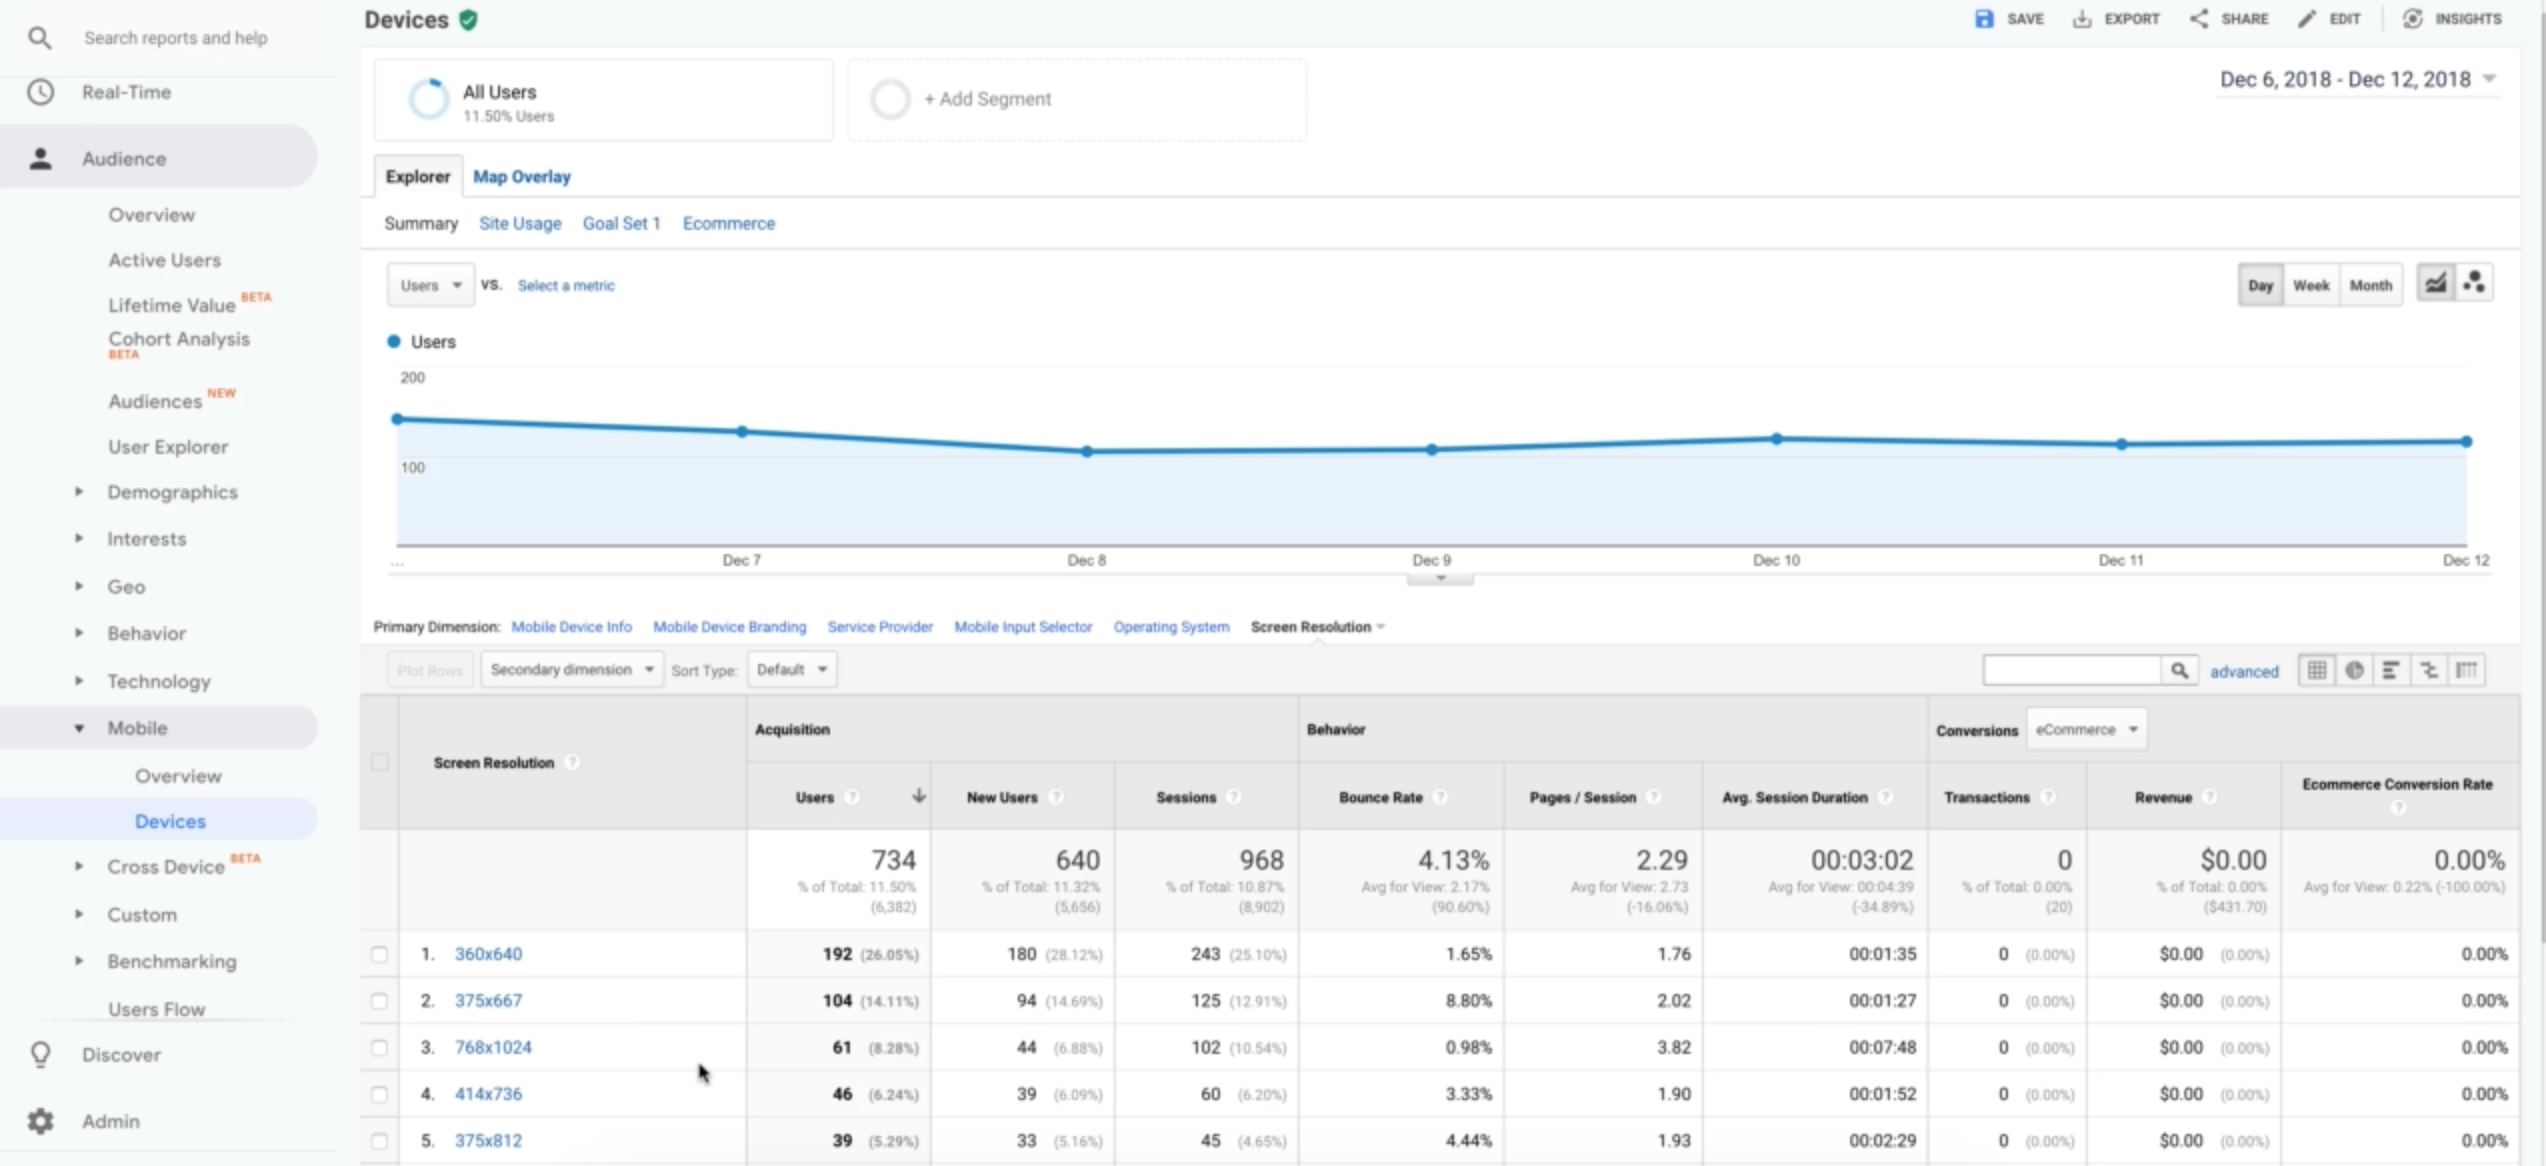 Search reports and help
Real-Time
Audience
Overview
Active Users
Lifetime Value BETA
Cohort Analysis
BETA
Audiences NEW
User Explorer
Demographics
Interests
Geo
Behavior
Technology
Mobile
Overview
Devices
Cross Device BETA
Custom
Benchmarking
Users Flow
Discover
Admin
Devices
SAVE EXPORT SHARE EDIT INSIGHTS
All Users
11.50% Users
+ Add Segment
Dec 6, 2018 - Dec 12, 2018
Explorer Map Overlay
Summary Site Usage Goal Set 1 Ecommerce
Users VS. Select a metric
Day Week Month
Users
200
100
... Dec 7 Dec 8 Dec 9 Dec 10 Dec 11 Dec 12
Primary Dimension: Mobile Device Info Mobile Device Branding Service Provider Mobile Input Selector Operating System Screen Resolution
Plot Rows Secondary dimension Sort Type: Default advanced
Acquisition Behavior Conversions eCommerce
Screen Resolution ?
Users ? New Users ? Sessions ? Bounce Rate ? Pages / Session ? Avg. Session Duration ? Transactions ? Revenue ? Ecommerce Conversion Rate ?
734 640 968 4.13% 2.29 00:03:02 0 $0.00 0.00%
% of Total: 11.50% % of Total: 11.32% % of Total: 10.87% Avg for View: 2.17% Avg for View: 2.73 Avg for View: 00:04:39 % of Total: 0.00% % of Total: 0.00% Avg for View: 0.22% (-100.00%)
(6,382) (5,656) (8,902) (90.60%) (-16.06%) (-34.89%) (20) ($431.70)
1. 360x640 192 (26.05%) 180 (28.12%) 243 (25.10%) 1.65% 1.76 00:01:35 0 (0.00%) $0.00 (0.00%) 0.00%
2. 375x667 104 (14.11%) 94 (14.69%) 125 (12.91%) 8.80% 2.02 00:01:27 0 (0.00%) $0.00 (0.00%) 0.00%
3. 768x1024 61 (8.28%) 44 (6.88%) 102 (10.54%) 0.98% 3.82 00:07:48 0 (0.00%) $0.00 (0.00%) 0.00%
4. 414x736 46 (6.24%) 39 (6.09%) 60 (6.20%) 3.33% 1.90 00:01:52 0 (0.00%) $0.00 (0.00%) 0.00%
5. 375x812 39 (5.29%) 33 (5.16%) 45 (4.65%) 4.44% 1.93 00:02:29 0 (0.00%) $0.00 (0.00%) 0.00%